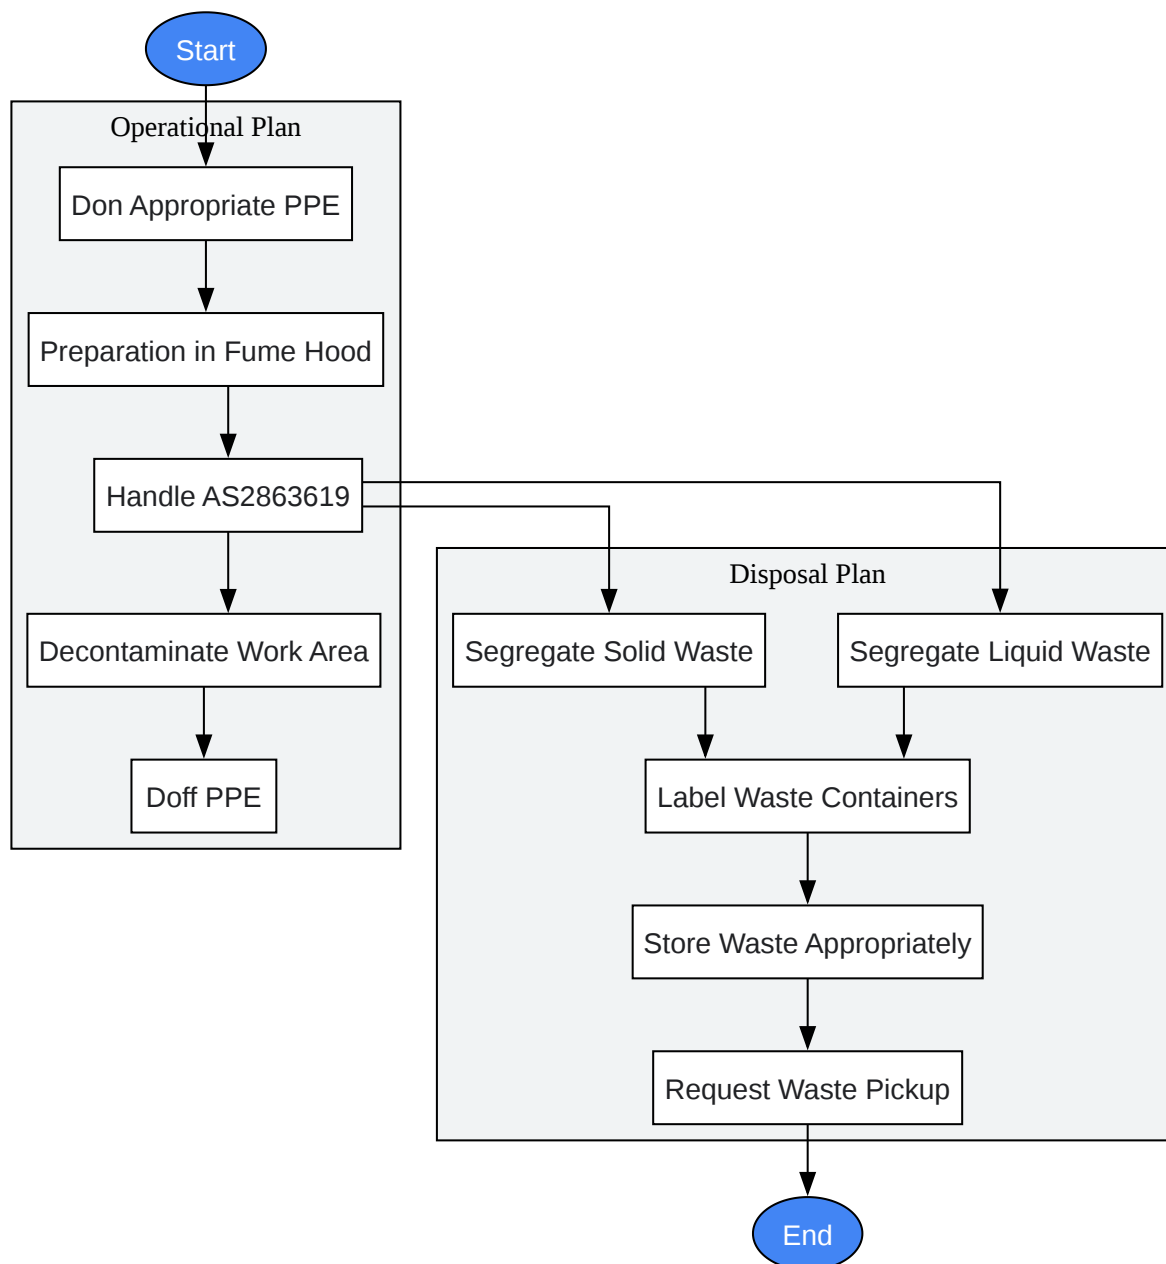 Start
Operational Plan
Don Appropriate PPE
Preparation in Fume Hood
Handle AS2863619
Disposal Plan
Decontaminate Work Area
Segregate Solid Waste
Segregate Liquid Waste
Doff PPE
Label Waste Containers
Store Waste Appropriately
Request Waste Pickup
End